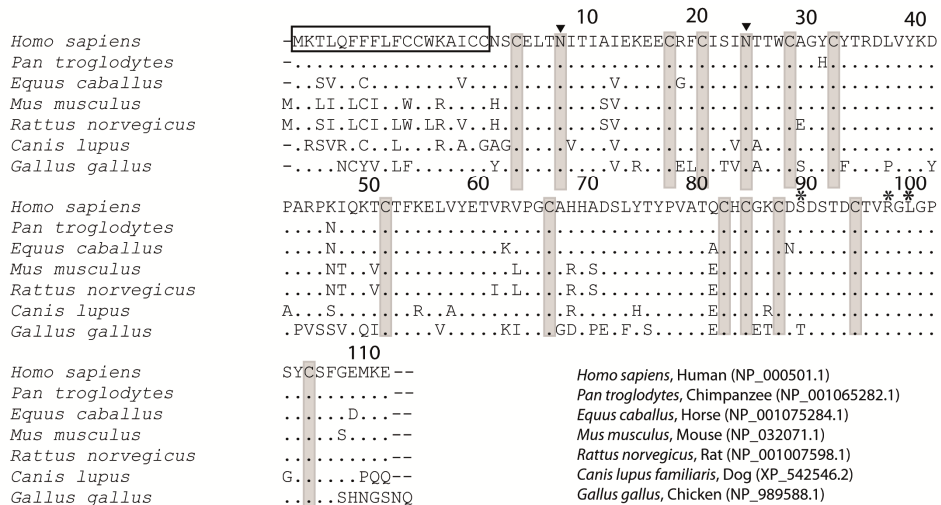 10 20 30 40
▼ ▼
Homo sapiens -MKTLQFFFLFCCWKAICCNSCELTNITIAIEKEECRFCISINTTWCAGYCYTRDLVYKD
Pan troglodytes -................................................H..........
Equus caballus -..SV..C........V.............V.....G.......................
Mus musculus M..LI.LCI..W..R....H.........SV.............................
Rattus norvegicus M..SI.LCI.LW.LR.V..H.........SV................E............
Canis lupus -.RSVR.C..L...R.A.GAG.....V...V..........V.A................
Gallus gallus -....NCYV.LF.......Y..........V.R...EL..TV.A...S...F...P...Y
50 60 70 80 90 100
* * *
Homo sapiens PARPKIQKTCTFKELVYETVRVPGCAHHADSLYTYPVATQCHCGKCDSDSTDCTVRGLGP
Pan troglodytes ....N.......................................................
Equus caballus ....N...............K..................A......N.............
Mus musculus ....NT..V............L....R.S..........E....................
Rattus norvegicus ....NT..V..........I.L....R.S..........E....................
Canis lupus A...S.......R..A..........R.....H......E....R...............
Gallus gallus .PVSSV.QI.....V.....KI...GD.PE.F.S.....E...ET..T............
110
Homo sapiens SYCSFGEMKE--
Pan troglodytes ..........--
Equus caballus ......D...--
Mus musculus .....S....--
Rattus norvegicus ..........--
Canis lupus G......PQQ--
Gallus gallus .....SHNGSNQ
Homo sapiens, Human (NP_000501.1)
Pan troglodytes, Chimpanzee (NP_001065282.1)
Equus caballus, Horse (NP_001075284.1)
Mus musculus, Mouse (NP_032071.1)
Rattus norvegicus, Rat (NP_001007598.1)
Canis lupus familiaris, Dog (XP_542546.2)
Gallus gallus, Chicken (NP_989588.1)